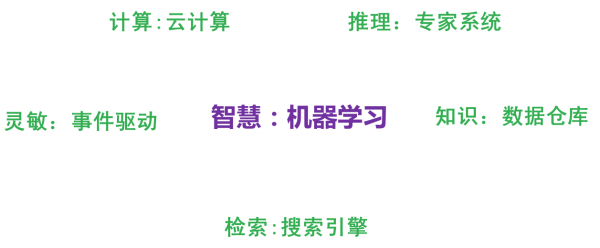 计算:云计算
推理：专家系统
灵敏：事件驱动
智慧：机器学习
知识：数据仓库
检索:搜索引擎